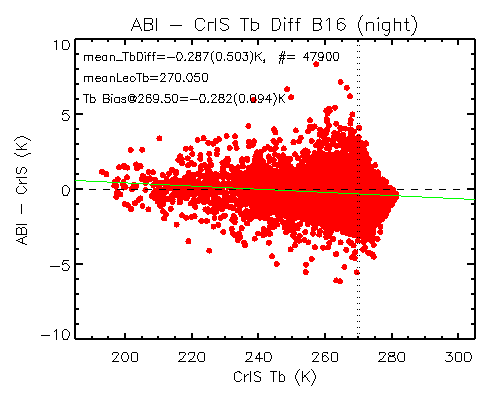 ABI - CrIS Tb Diff B16 (night)
mean_TbDiff=-0.287(0.503)K, #= 47900
meanLeoTb=270.050
Tb Bias@269.50=-0.282(0.894)K
ABI - CrIS (K)
10
5
0
-5
-10
200 220 240 260 280 300
CrIS Tb (K)